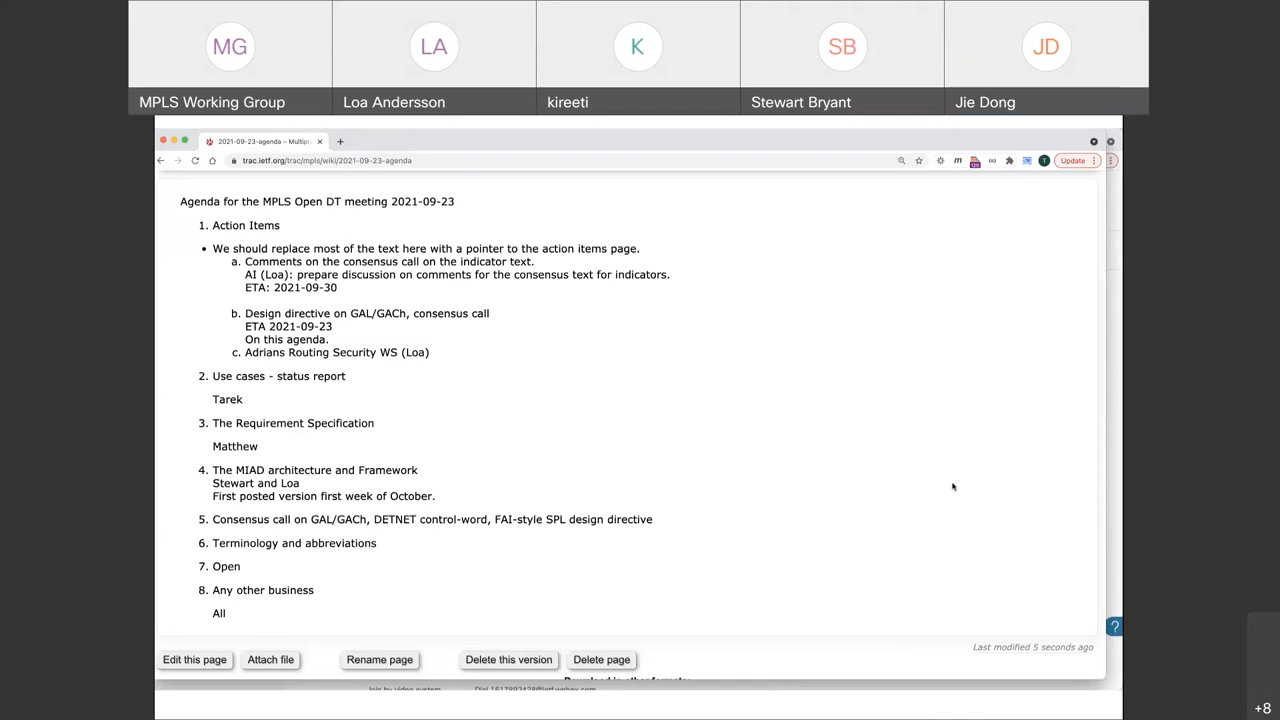 MG
LA
K
SB
JD
MPLS Working Group
Loa Andersson
kireeti
Stewart Bryant
Jie Dong
2021-09-23-agenda – Multip
trac.ietf.org/trac/mpls/wiki/2021-09-23-agenda
m
T
Update
Agenda for the MPLS Open DT meeting 2021-09-23
1. Action Items
• We should replace most of the text here with a pointer to the action items page.
a. Comments on the consensus call on the indicator text.
AI (Loa): prepare discussion on comments for the consensus text for indicators.
ETA: 2021-09-30
b. Design directive on GAL/GACh, consensus call
ETA 2021-09-23
On this agenda.
c. Adrians Routing Security WS (Loa)
2. Use cases - status report
Tarek
3. The Requirement Specification
Matthew
4. The MIAD architecture and Framework
Stewart and Loa
First posted version first week of October.
5. Consensus call on GAL/GACh, DETNET control-word, FAI-style SPL design directive
6. Terminology and abbreviations
7. Open
8. Any other business
All
?
Last modified 5 seconds ago
Edit this page
Attach file
Rename page
Delete this version
Delete page
+8